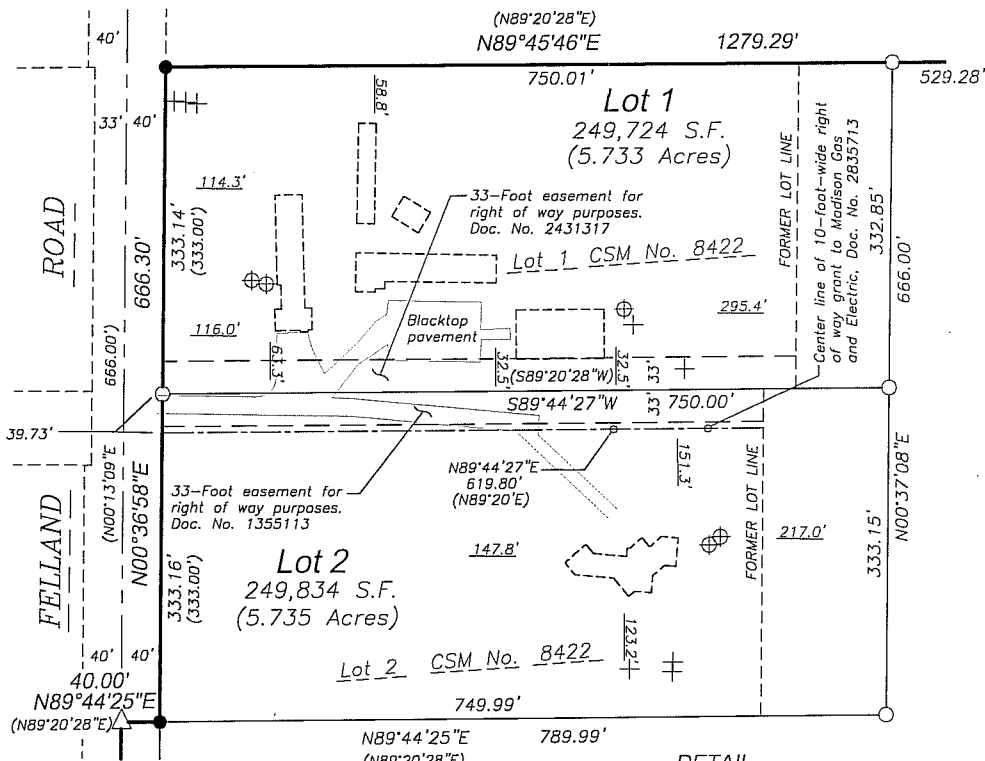 (N89°20'28"E)
N89°45'46"E 1279.29'
40'
750.01'
529.28'
Lot 1
249,724 S.F.
(5.733 Acres)
58.8'
33' 40'
114.3'
33-Foot easement for
right of way purposes.
Doc. No. 2431317
FORMER LOT LINE
Center line of 10-foot-wide right
of way grant to Madison Gas
and Electric, Doc. No. 2835713
332.85'
666.00'
ROAD
666.30'
333.14'
(333.00')
(666.00')
Lot 1 CSM No. 8422
116.0'
Blacktop
pavement
295.4'
63.3'
32.5'
(S89°20'28"W)
32.5'
33'
S89°44'27"W 750.00'
33'
39.73'
N89°44'27"E
619.80'
(N89°20'E)
151.3'
33-Foot easement for
right of way purposes.
Doc. No. 1355113
(N00°13'09"E)
N00°36'58"E
FELLAND
333.16'
(333.00')
Lot 2
249,834 S.F.
(5.735 Acres)
147.8'
FORMER LOT LINE
217.0'
333.15'
N00°37'08"E
123.2'
Lot 2 CSM No. 8422
40' 40'
40.00'
N89°44'25"E
(N89°20'28"E)
749.99'
N89°44'25"E 789.99'
(N89°20'28"E)
DETAIL